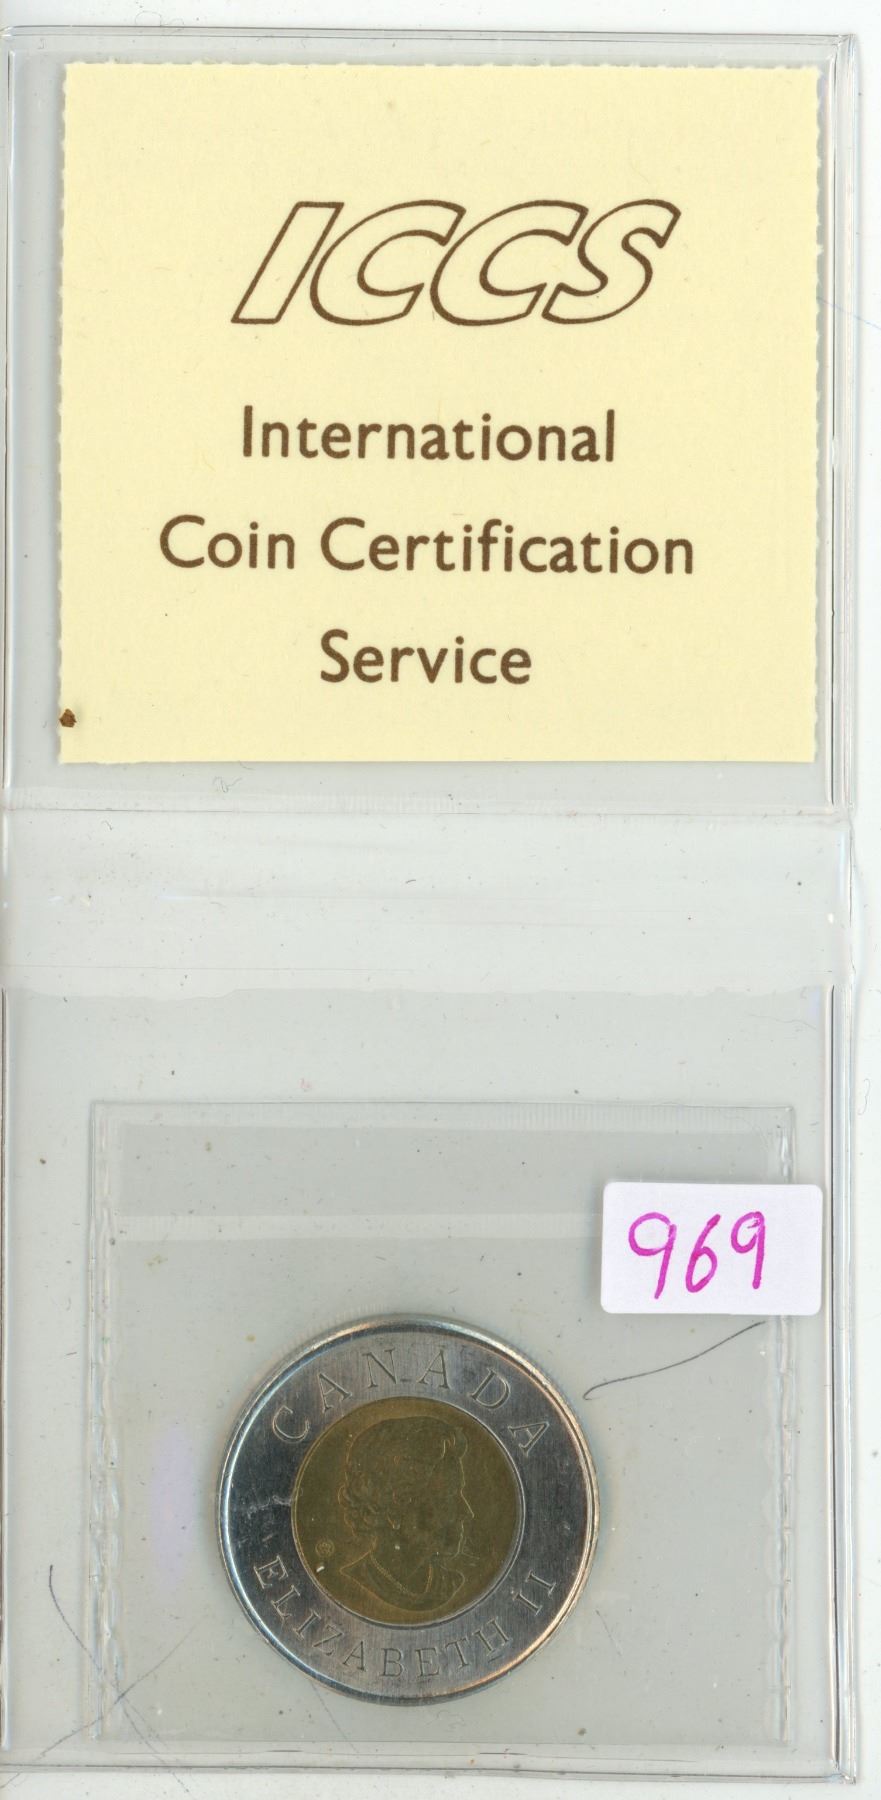 ICCS
International
Coin Certification
Service
969
CANADA
ELIZABETH II